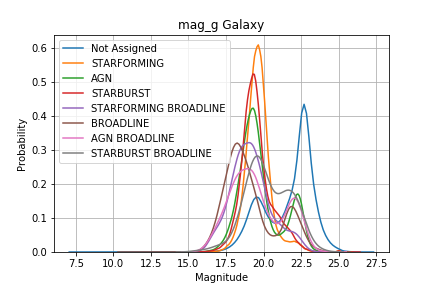 mag_g Galaxy
0.6
0.5
0.4
0.3
0.2
0.1
0.0
Probability
Not Assigned
STARFORMING
AGN
STARBURST
STARFORMING BROADLINE
BROADLINE
AGN BROADLINE
STARBURST BROADLINE
7.5 10.0 12.5 15.0 17.5 20.0 22.5 25.0 27.5
Magnitude